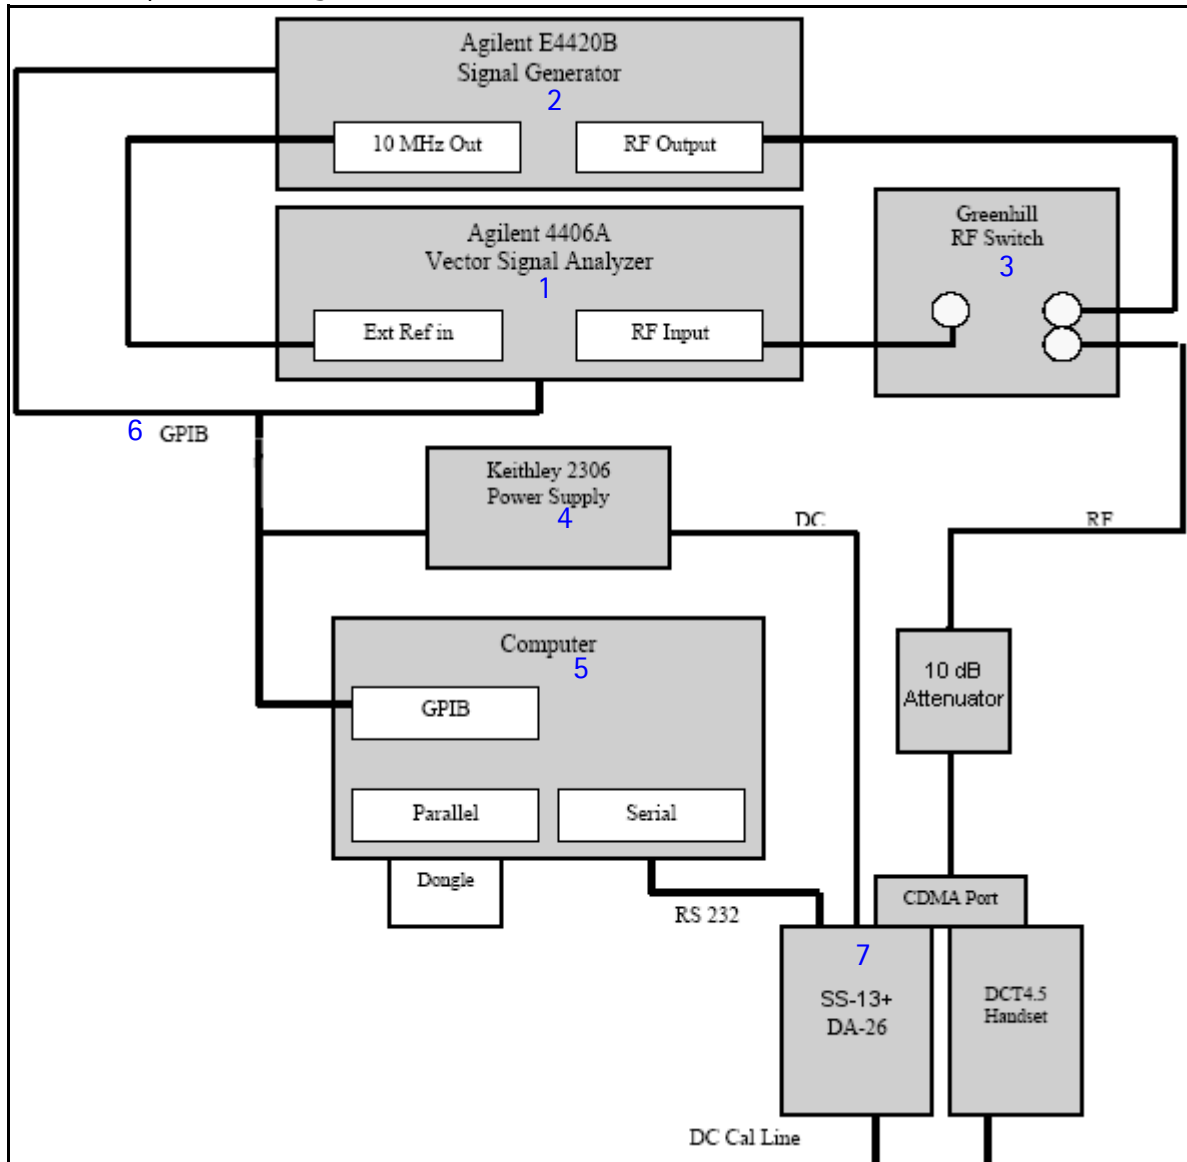 Agilent E4420B
Signal Generator
2
10 MHz Out
RF Output
Agilent 4406A
Vector Signal Analyzer
1
Ext Ref in
RF Input
Greenhill
RF Switch
3
6 GPIB
Keithley 2306
Power Supply
4
DC
RF
Computer
5
GPIB
Parallel
Serial
Dongle
RS 232
10 dB
Attenuator
CDMA Port
7
SS-13+
DA-26
DCT4.5
Handset
DC Cal Line